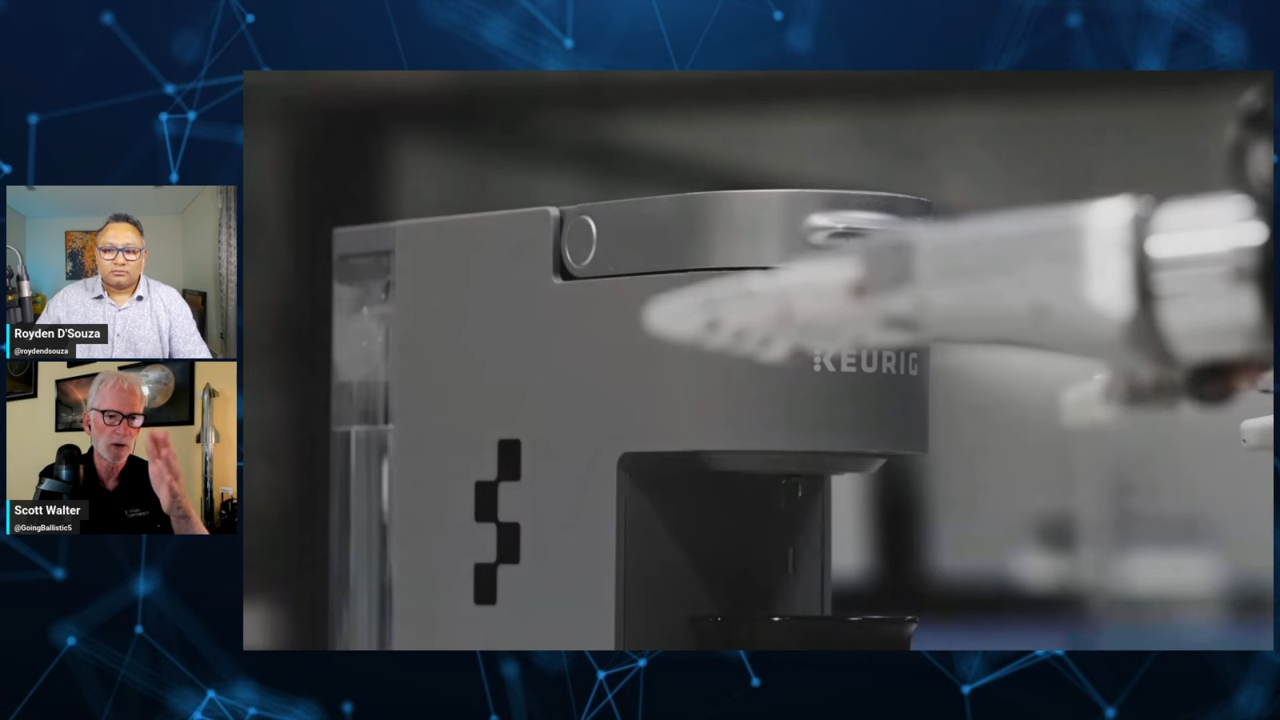 Royden D'Souza
@roydendsouza
Scott Walter
@GoingBallistic5
KEURIG